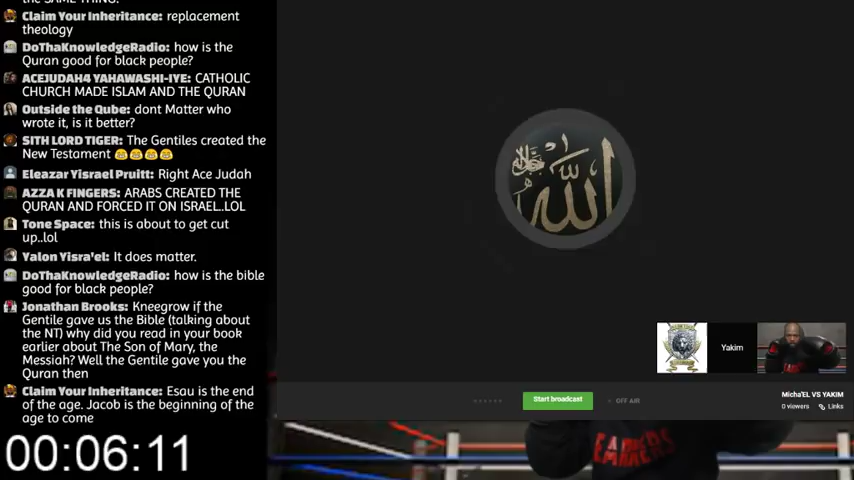 the SAME THING.
Claim Your Inheritance: replacement
theology
DoThaKnowledgeRadio: how is the
Quran good for black people?
ACEJUDAH4 YAHAWASHI-IYE: CATHOLIC
CHURCH MADE ISLAM AND THE QURAN
Outside the Qube: dont Matter who
wrote it, is it better?
SITH LORD TIGER: The Gentiles created the
New Testament 😂😂😂😂
Eleazar Yisrael Pruitt: Right Ace Judah
AZZA K FINGERS: ARABS CREATED THE
QURAN AND FORCED IT ON ISRAEL..LOL
Tone Space: this is about to get cut
up..lol
Yalon Yisra'el: It does matter.
DoThaKnowledgeRadio: how is the bible
good for black people?
Jonathan Brooks: Kneegrow if the
Gentile gave us the Bible (talking about
the NT) why did you read in your book
earlier about The Son of Mary, the
Messiah? Well the Gentile gave you the
Quran then
Claim Your Inheritance: Esau is the end
of the age. Jacob is the beginning of the
age to come
00:06:11
الله جل جلاله
Yakim
Start broadcast
OFF AIR
Micha'EL VS YAKIM
0 viewers
Links